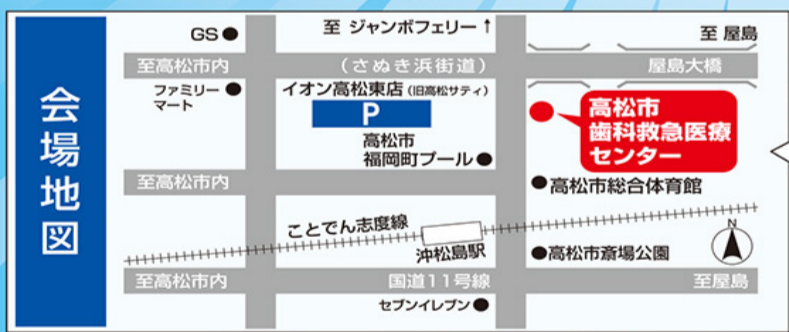 会場地図
GS
至 ジャンボフェリー↑
至 屋島
至高松市内
(さぬき浜街道)
屋島大橋
ファミリー
マート
イオン高松東店(旧高松サティ)
P
高松市
福岡町プール
高松市
歯科救急医療
センター
至高松市内
高松市総合体育館
ことでん志度線
沖松島駅
高松市斎場公園
N
至高松市内
国道11号線
至屋島
セブンイレブン